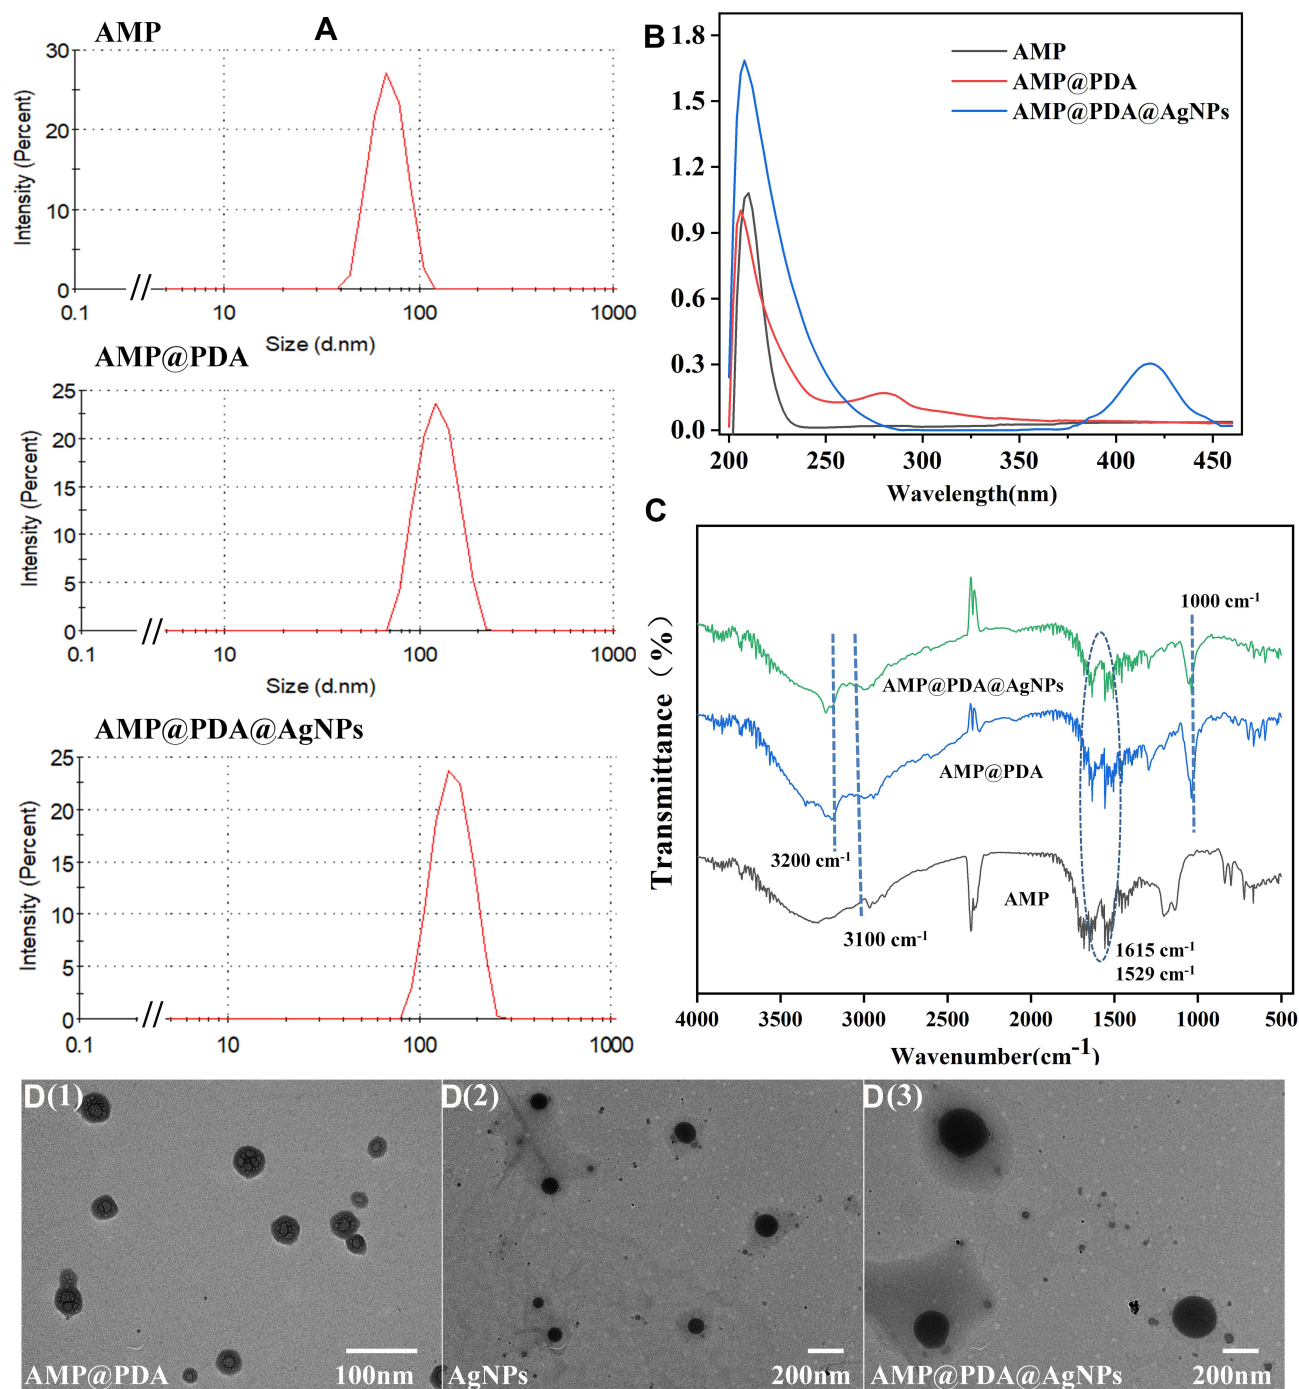 A
AMP
30
20
10
0
Intensity (Percent)
0.1
10
100
1000
Size (d.nm)
AMP@PDA
25
20
15
10
5
0
Intensity (Percent)
0.1
10
100
1000
Size (d.nm)
AMP@PDA@AgNPs
25
20
15
10
5
0
Intensity (Percent)
0.1
10
100
1000
B
1.8
1.5
1.2
0.9
0.6
0.3
0.0
AMP
AMP@PDA
AMP@PDA@AgNPs
200
250
300
350
400
450
Wavelength(nm)
C
Transmittance (%)
1000 cm⁻¹
AMP@PDA@AgNPs
AMP@PDA
3200 cm⁻¹
AMP
3100 cm⁻¹
1615 cm⁻¹
1529 cm⁻¹
4000
3500
3000
2500
2000
1500
1000
500
Wavenumber(cm⁻¹)
D(1)
AMP@PDA
100nm
D(2)
AgNPs
200nm
D(3)
AMP@PDA@AgNPs
200nm